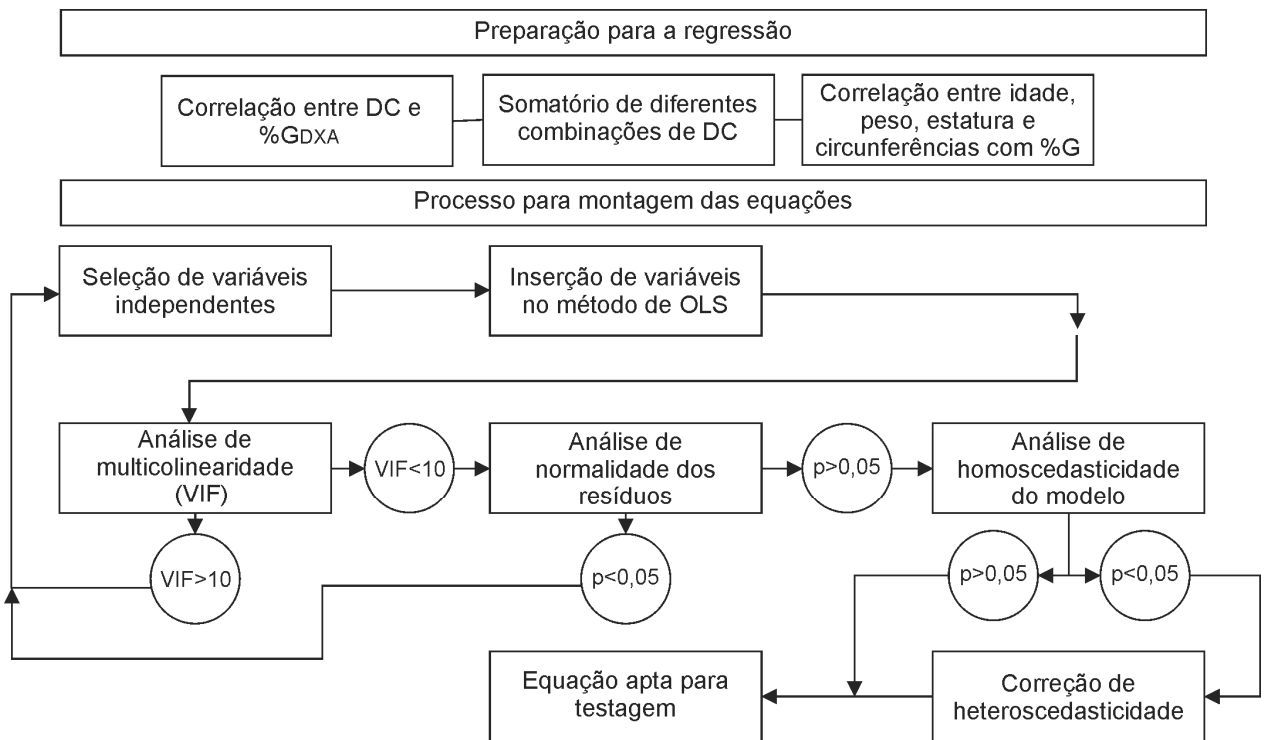 Preparação para a regressão
Correlação entre DC e
%GDXA
Somatório de diferentes
combinações de DC
Correlação entre idade,
peso, estatura e
circunferências com %G
Processo para montagem das equações
Seleção de variáveis
independentes
Inserção de variáveis
no método de OLS
Análise de
multicolinearidade
(VIF)
VIF<10
Análise de
normalidade dos
resíduos
p>0,05
Análise de
homoscedasticidade
do modelo
VIF>10
p<0,05
p>0,05
p<0,05
Equação apta para
testagem
Correção de
heteroscedasticidade